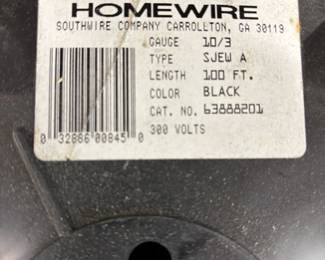 HOMEWIRE
SOUTHWIRE COMPANY CARROLLTON, GA 30119
GAUGE 10/3
TYPE SJEW A
LENGTH 100 FT.
COLOR BLACK
CAT. NO. 63888201
0 32866 00845 0
300 VOLTS